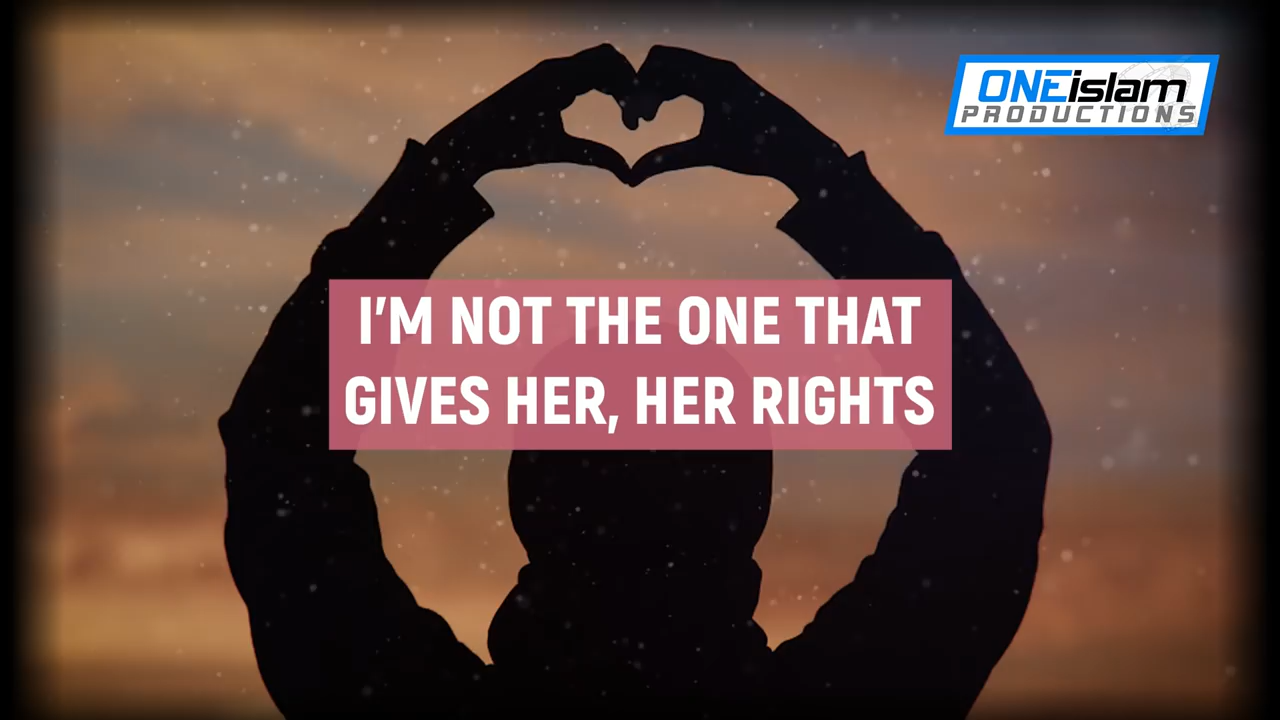 ONEislam
PRODUCTIONS
I'M NOT THE ONE THAT
GIVES HER, HER RIGHTS